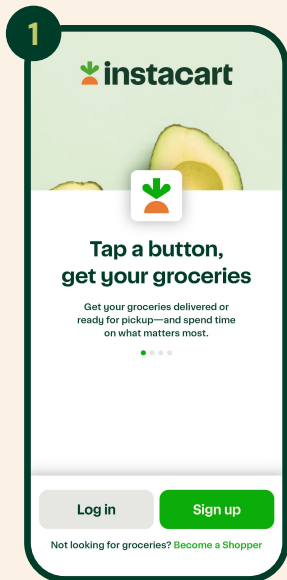 1
instacart
Tap a button,
get your groceries
Get your groceries delivered or
ready for pickup—and spend time
on what matters most.
Log in
Sign up
Not looking for groceries? Become a Shopper